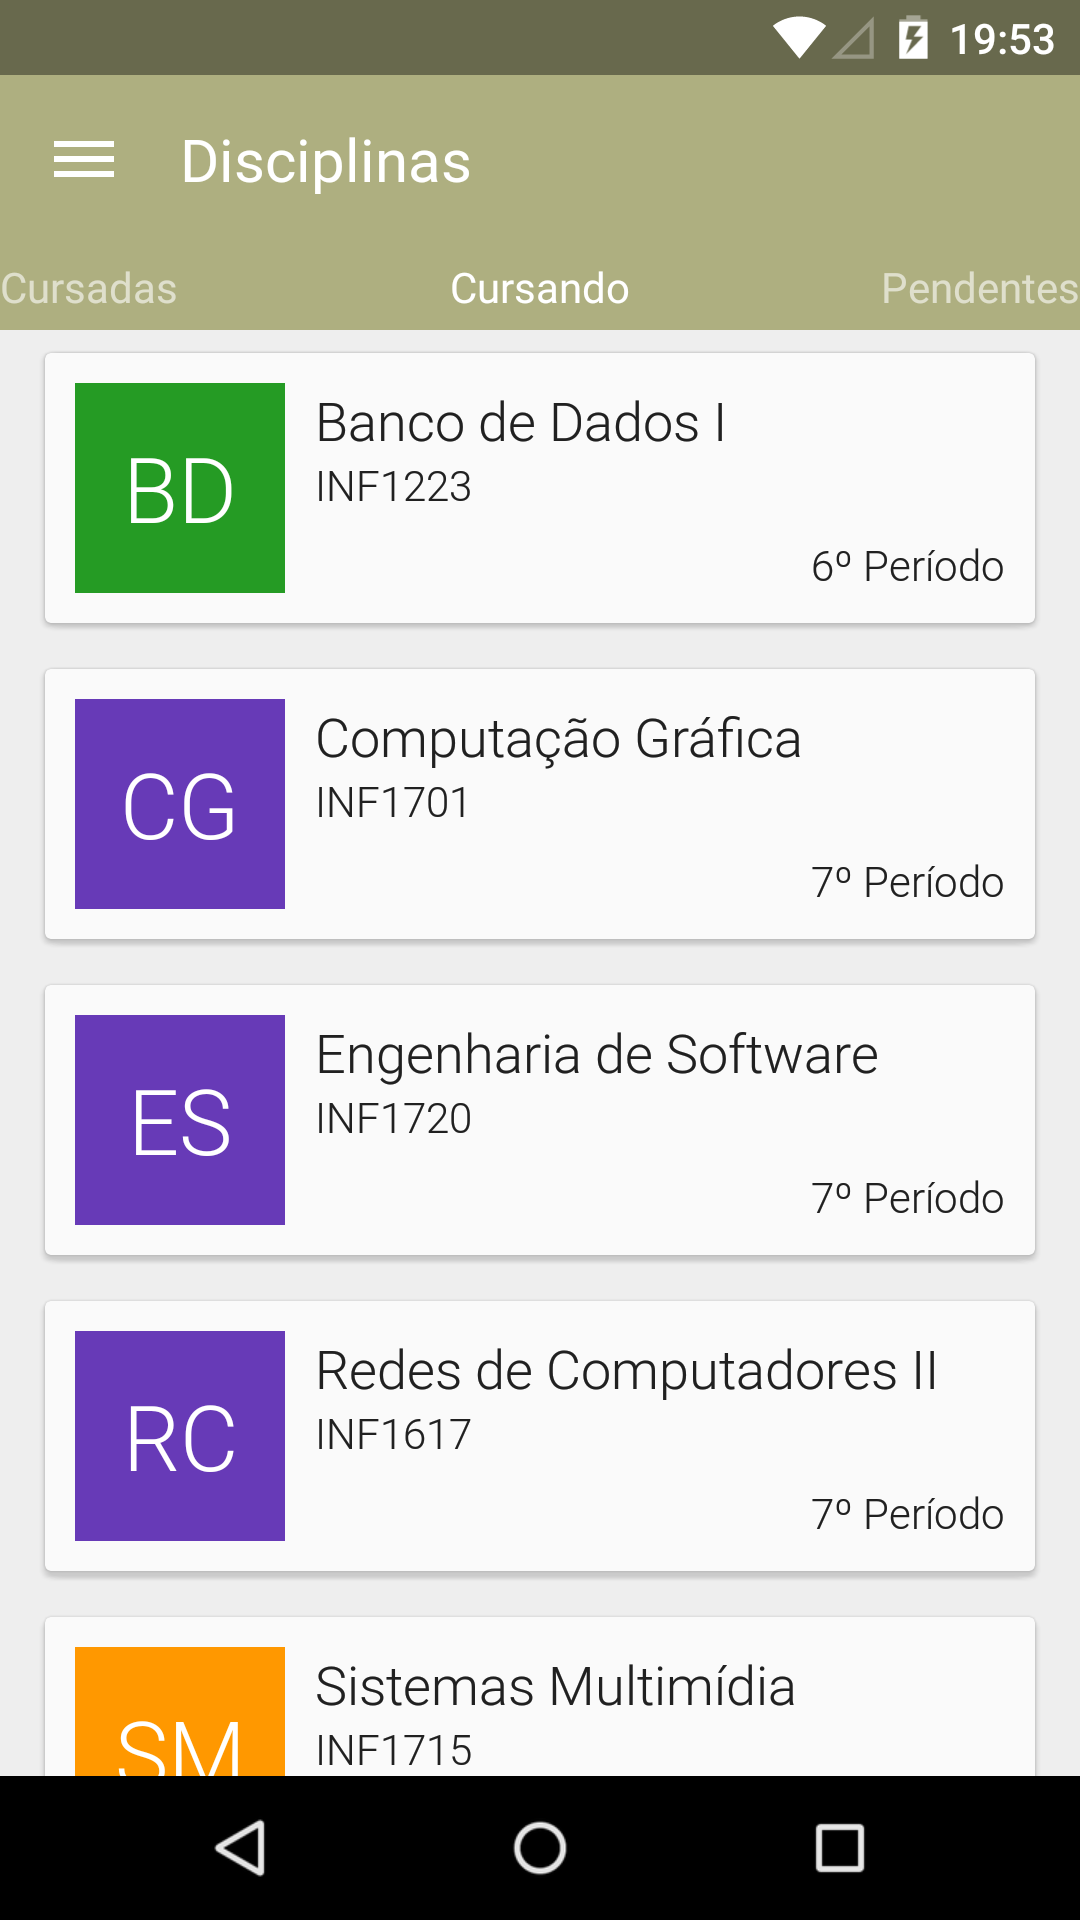 19:53
Disciplinas
Cursadas Cursando Pendentes
BD
Banco de Dados I
INF1223
6º Período
CG
Computação Gráfica
INF1701
7º Período
ES
Engenharia de Software
INF1720
7º Período
RC
Redes de Computadores II
INF1617
7º Período
SM
Sistemas Multimídia
INF1715